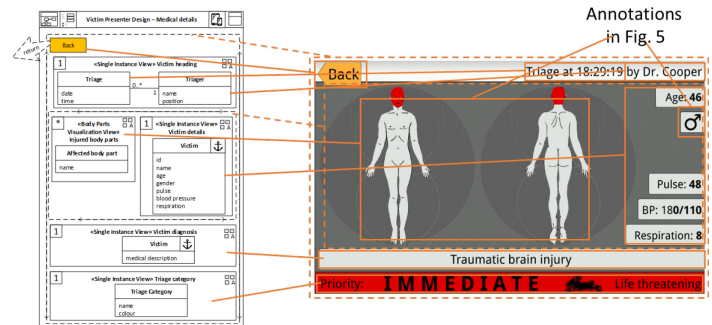 Victim Presenter Design – Medical details
return
Back
1
«Single Instance View» Victim heading
A
Triage
date
time
0..*
1
Triager
name
position
*
«Body Parts
Visualization View»
Injured body parts
A
Affected body part
name
1
«Single Instance View»
Victim details
A
Victim
id
name
age
gender
pulse
blood pressure
respiration
1
«Single Instance View» Victim diagnosis
A
Victim
medical description
1
«Single Instance View» Triage category
A
Triage Category
name
colour
Annotations
in Fig. 5
Back
Triage at 18:29:19 by Dr. Cooper
Age: 46
Pulse: 48
BP: 180/110
Respiration: 8
Traumatic brain injury
Priority: IMMEDIATE Life threatening